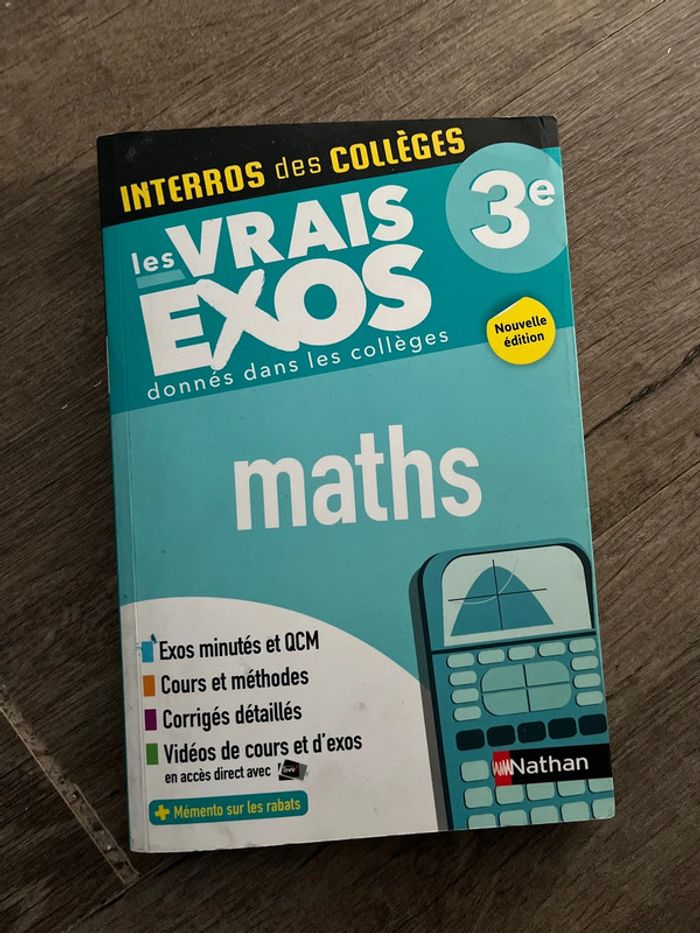 INTERROS des COLLÈGES
3e
les VRAIS
EXOS
donnés dans les collèges
Nouvelle
édition
maths
Exos minutés et QCM
Cours et méthodes
Corrigés détaillés
Vidéos de cours et d'exos
en accès direct avec
+ Mémento sur les rabats
Nathan